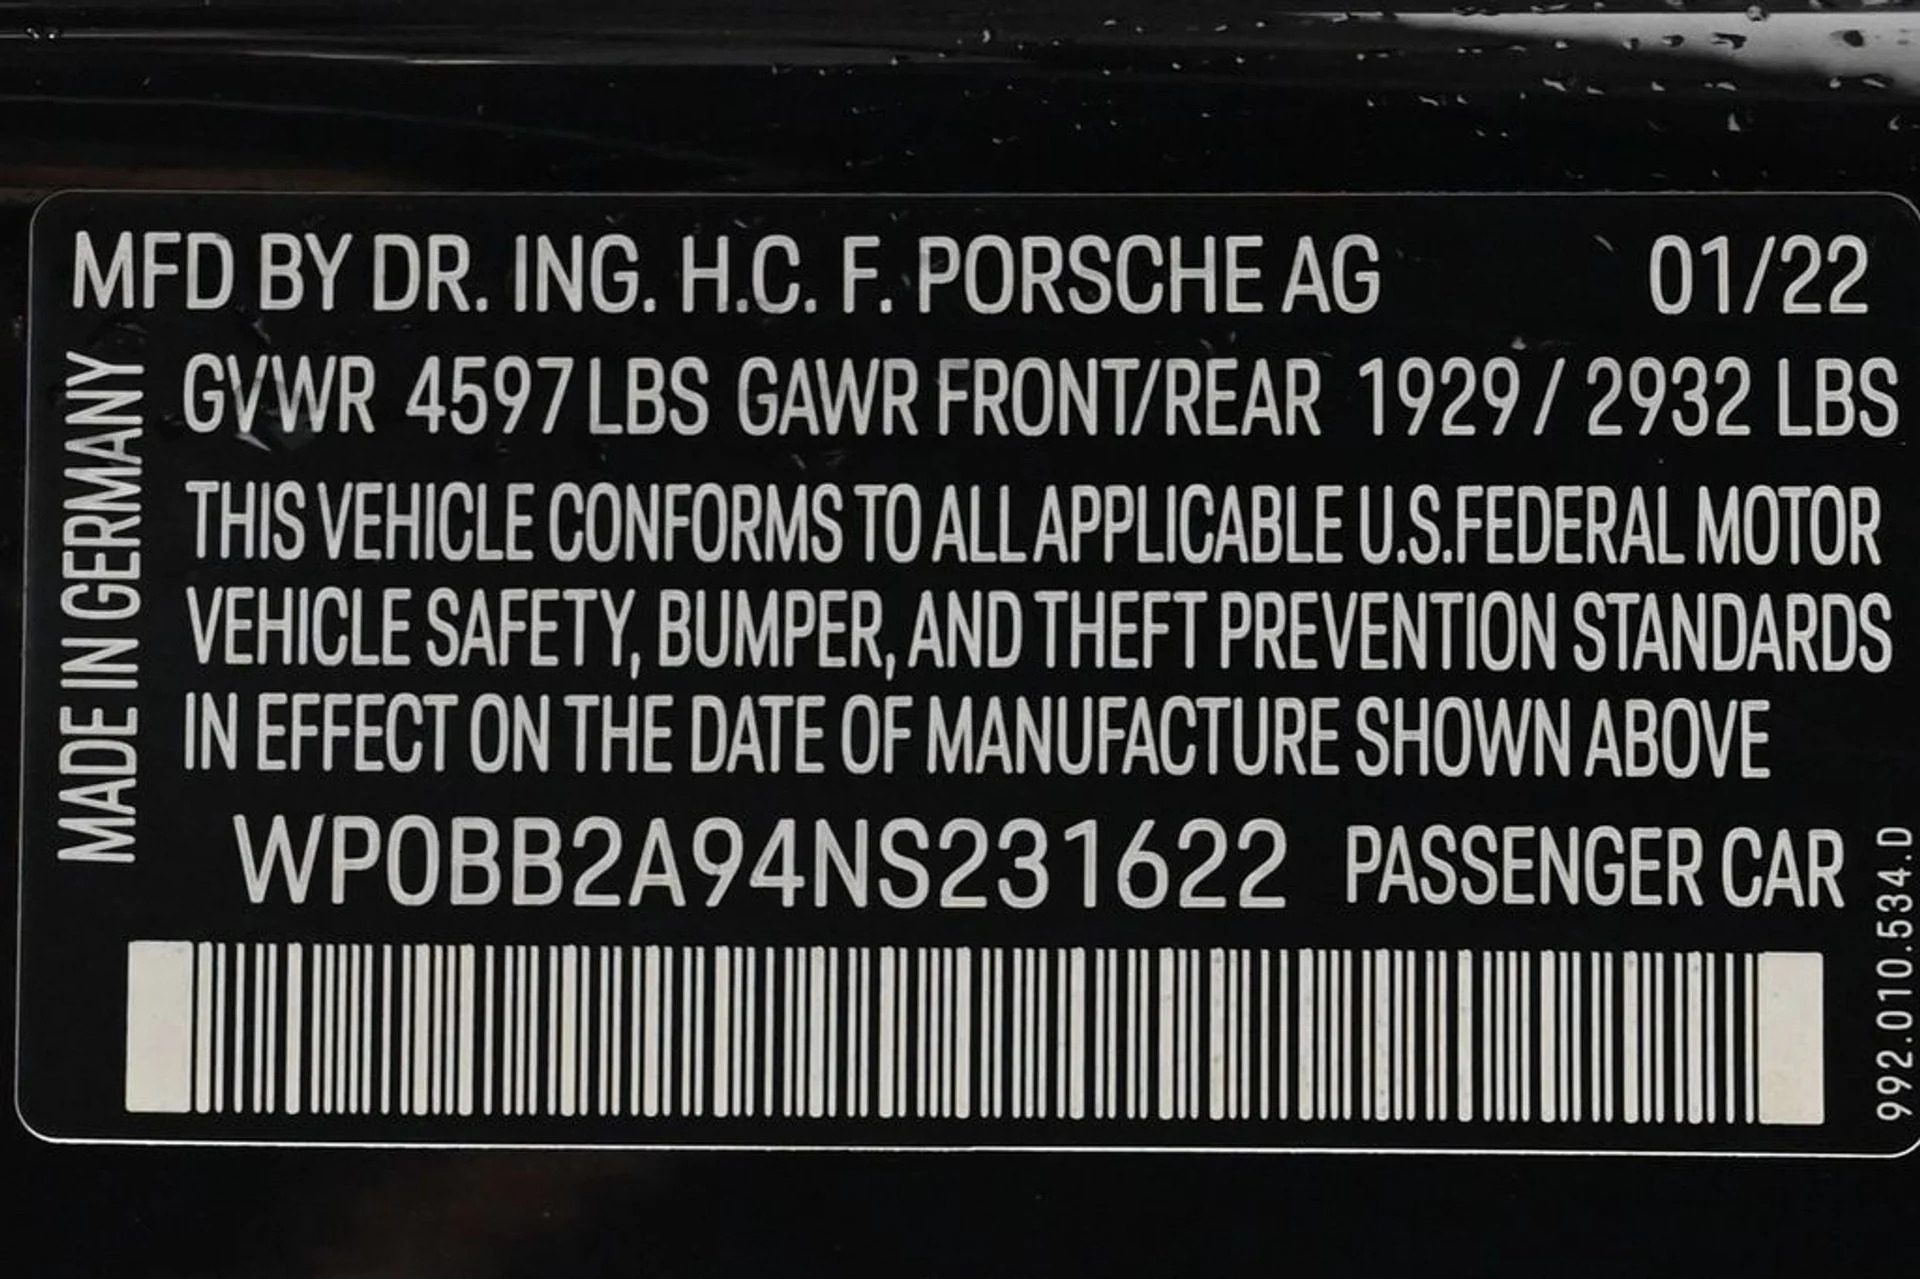 MFD BY DR. ING. H.C. F. PORSCHE AG 01/22
GVWR 4597 LBS GAWR FRONT/REAR 1929 / 2932 LBS
THIS VEHICLE CONFORMS TO ALL APPLICABLE U.S.FEDERAL MOTOR
VEHICLE SAFETY, BUMPER, AND THEFT PREVENTION STANDARDS
IN EFFECT ON THE DATE OF MANUFACTURE SHOWN ABOVE
WP0BB2A94NS231622 PASSENGER CAR
MADE IN GERMANY
992.010.534.D